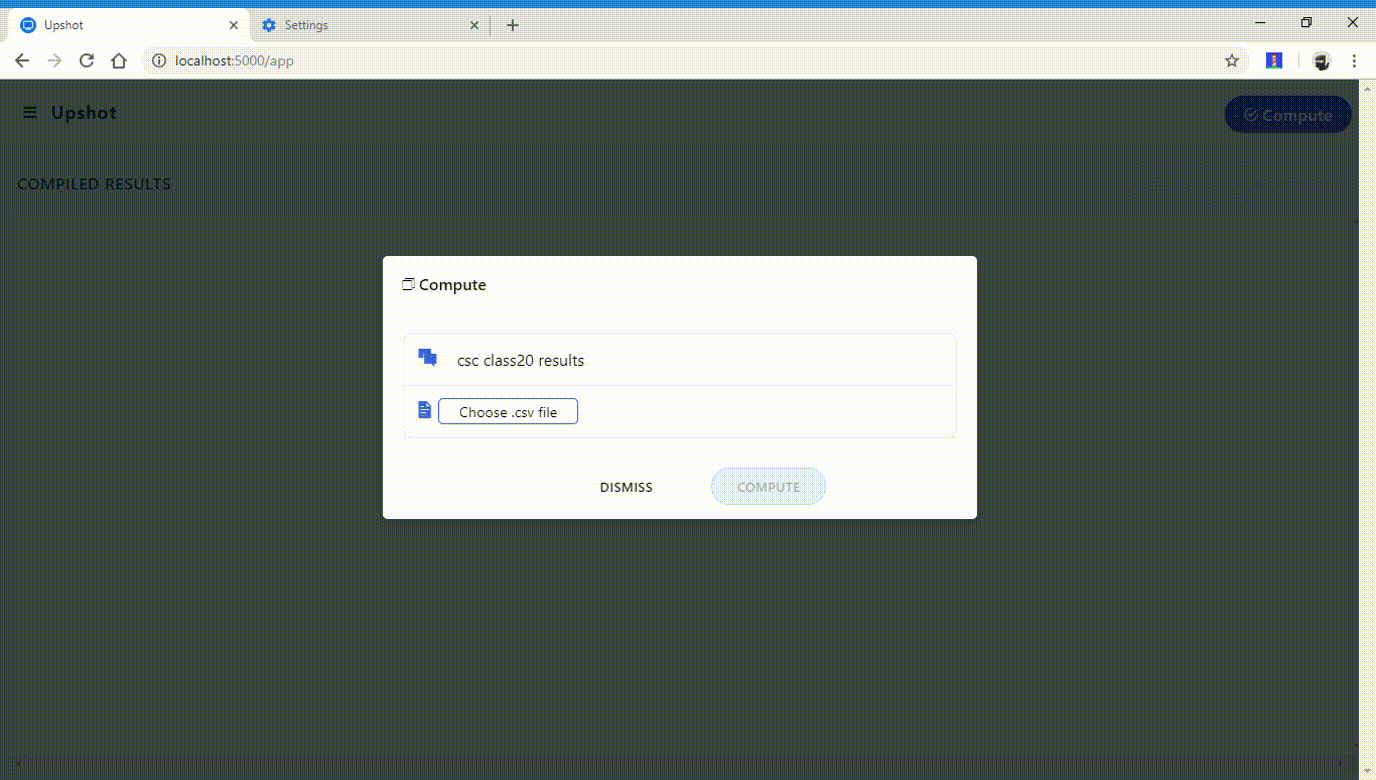 Upshot
Settings
localhost:5000/app
Upshot
Compute
COMPILED RESULTS
Compute
csc class20 results
Choose .csv file
DISMISS
COMPUTE